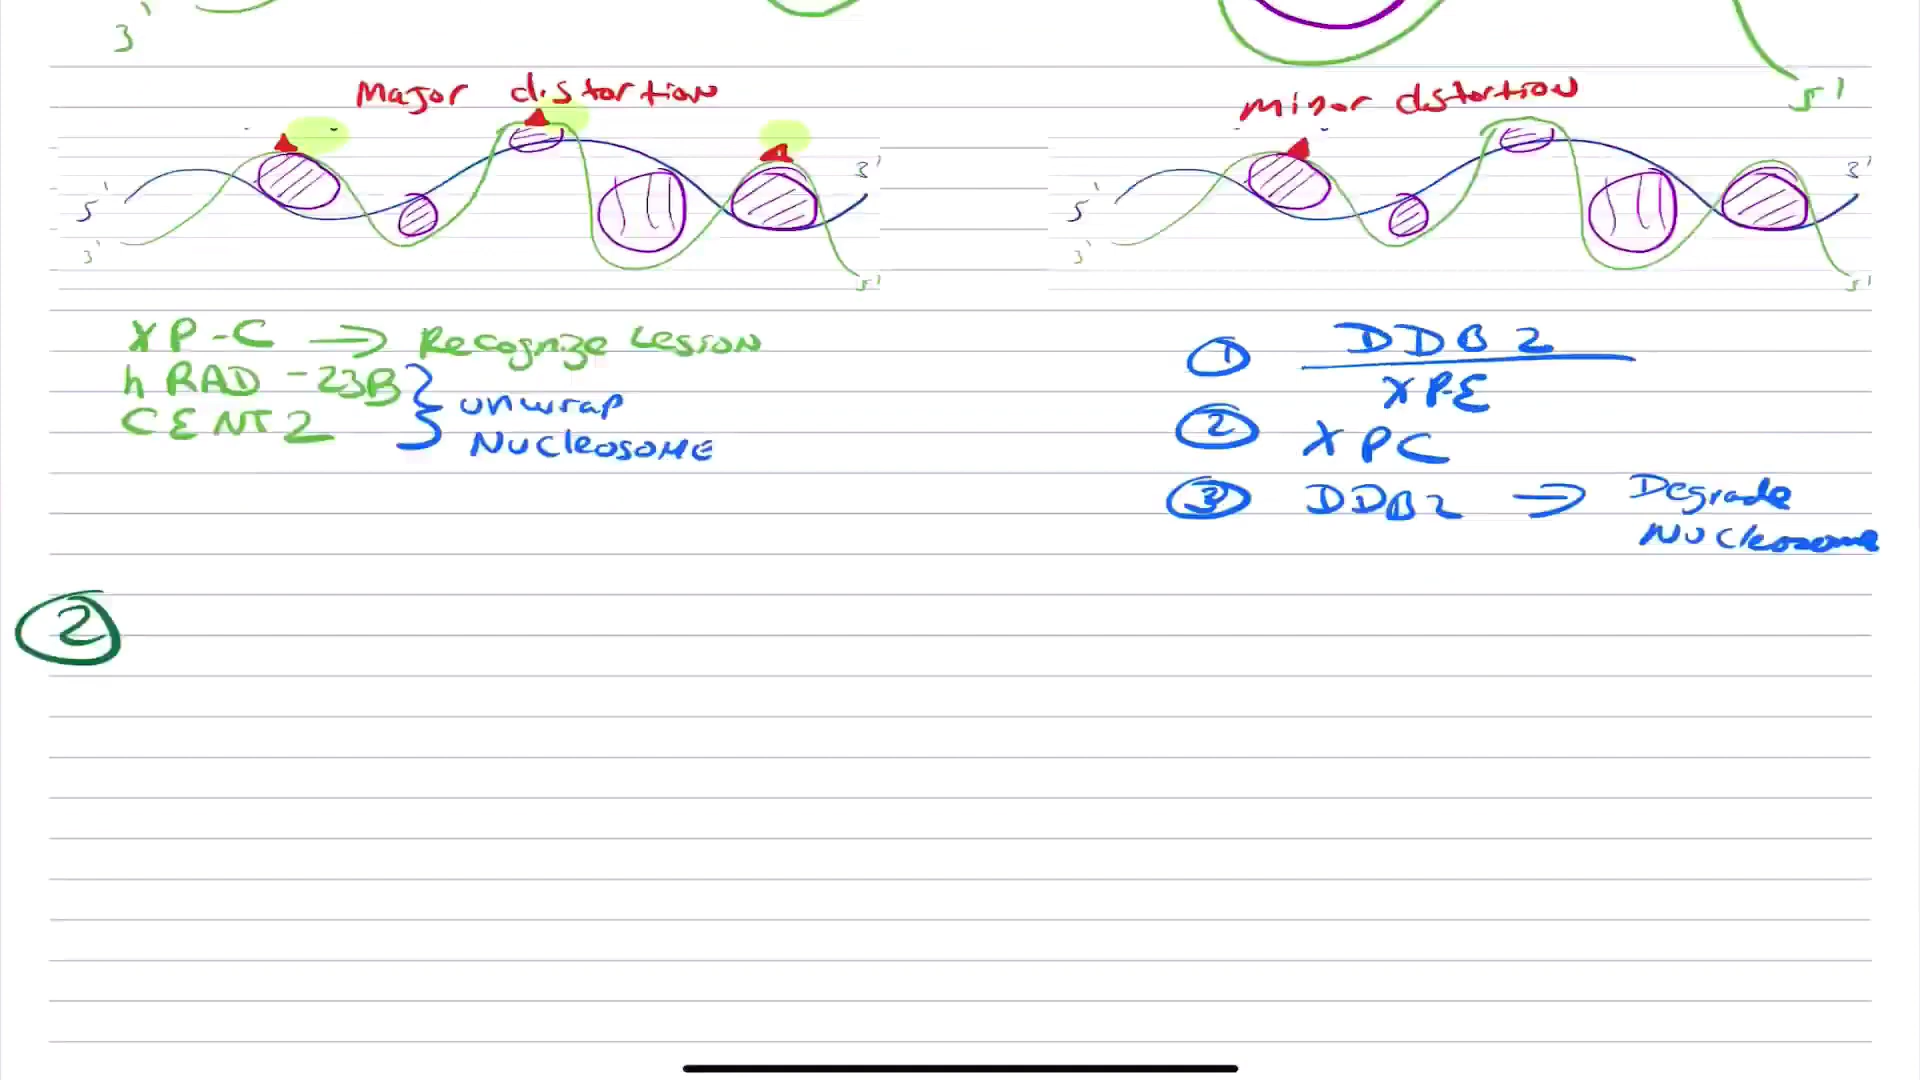 3'
5'
Major distortion
5'
3'
3'
5'
XP-C → Recognize Lesion
hRAD-23B
CENT2
unwrap
Nucleosome
minor distortion
5'
3'
3'
5'
① DDB2
XP-E
② XPC
③ DDB2 → Degrade
Nucleosome
②